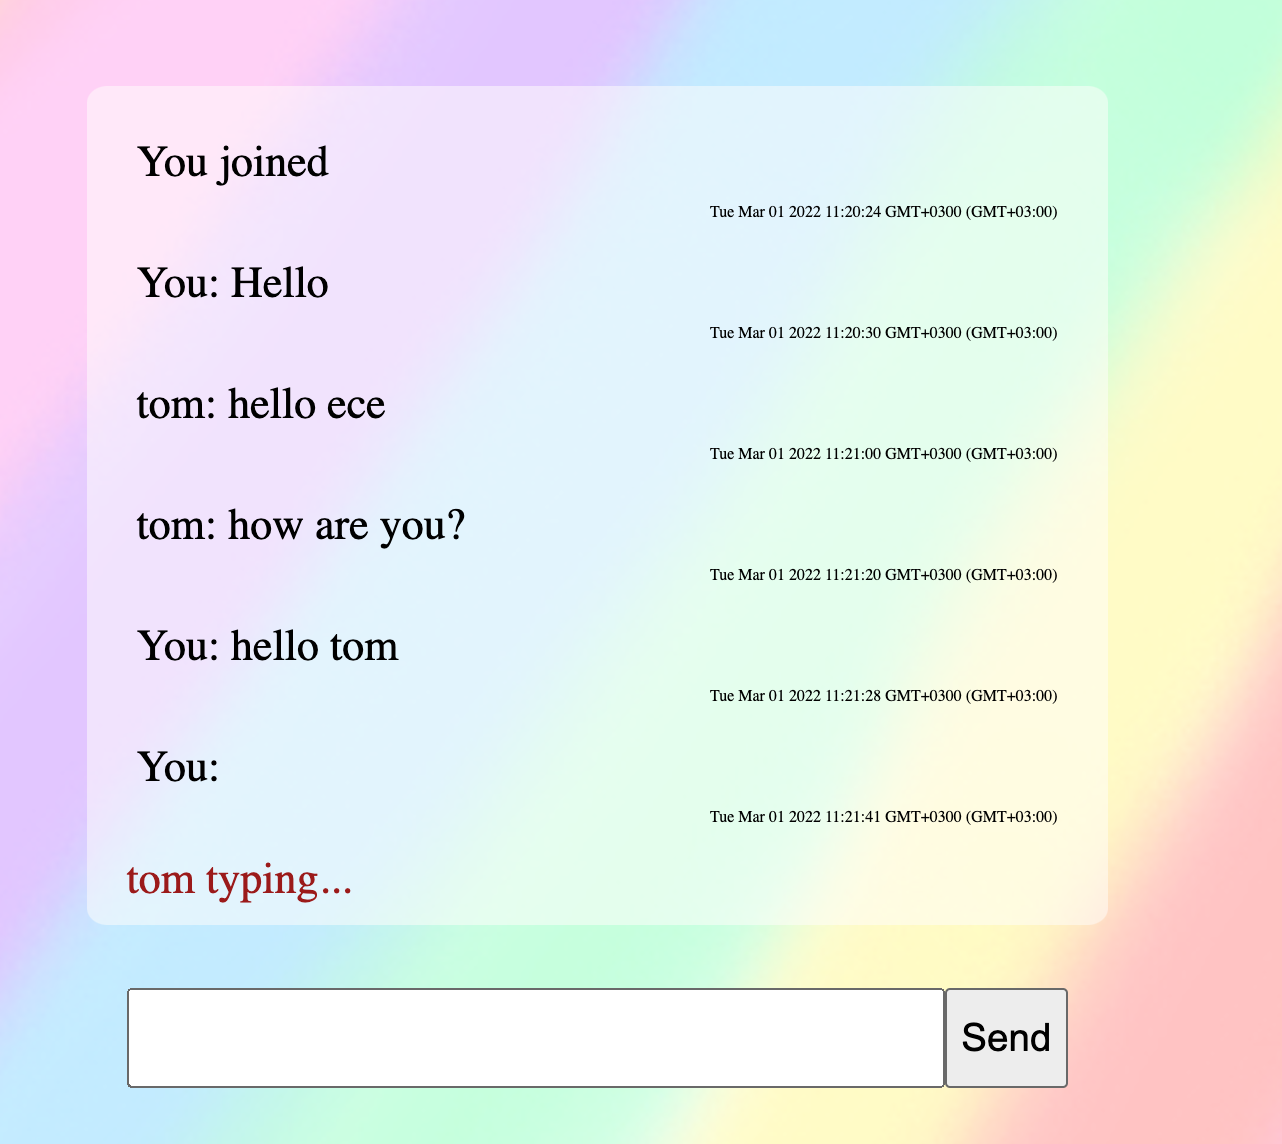 You joined
Tue Mar 01 2022 11:20:24 GMT+0300 (GMT+03:00)
You: Hello
Tue Mar 01 2022 11:20:30 GMT+0300 (GMT+03:00)
tom: hello ece
Tue Mar 01 2022 11:21:00 GMT+0300 (GMT+03:00)
tom: how are you?
Tue Mar 01 2022 11:21:20 GMT+0300 (GMT+03:00)
You: hello tom
Tue Mar 01 2022 11:21:28 GMT+0300 (GMT+03:00)
You:
Tue Mar 01 2022 11:21:41 GMT+0300 (GMT+03:00)
tom typing...
Send